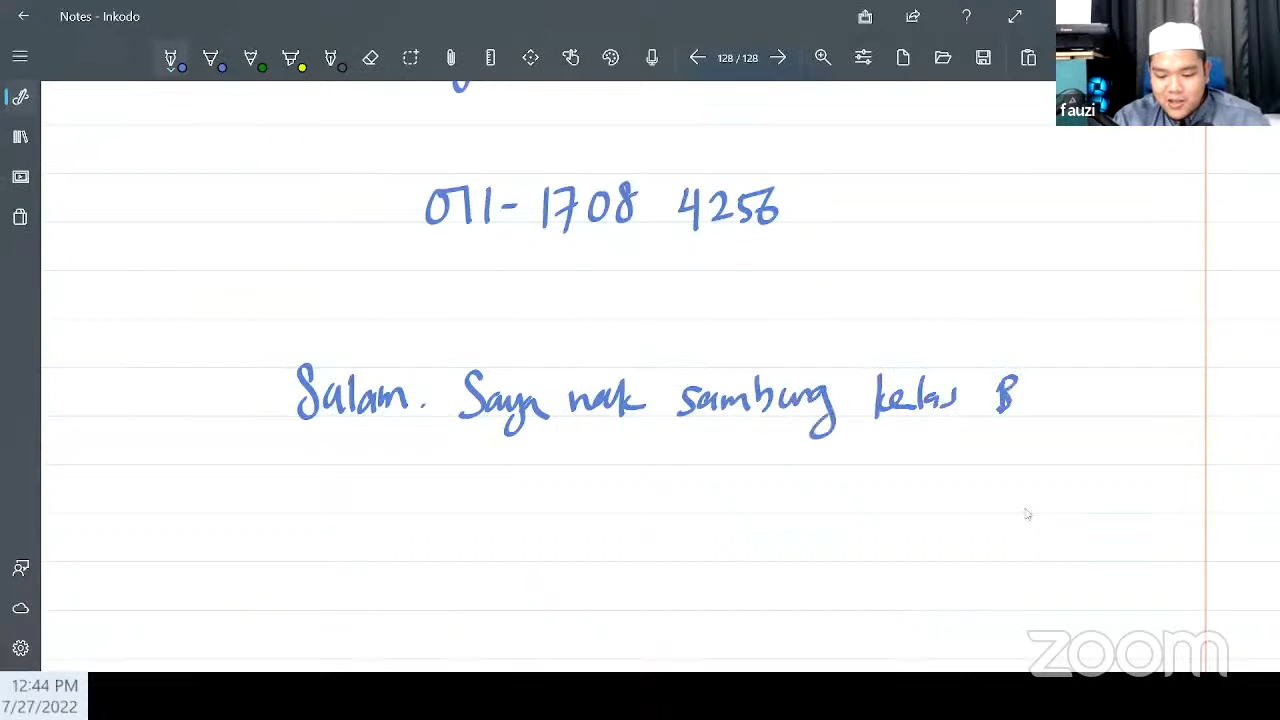 Notes - Inkodo
128 / 128
fauzi
011- 1708 4256
Salam. Saya nak sambung kelas B
zoom
12:44 PM
7/27/2022